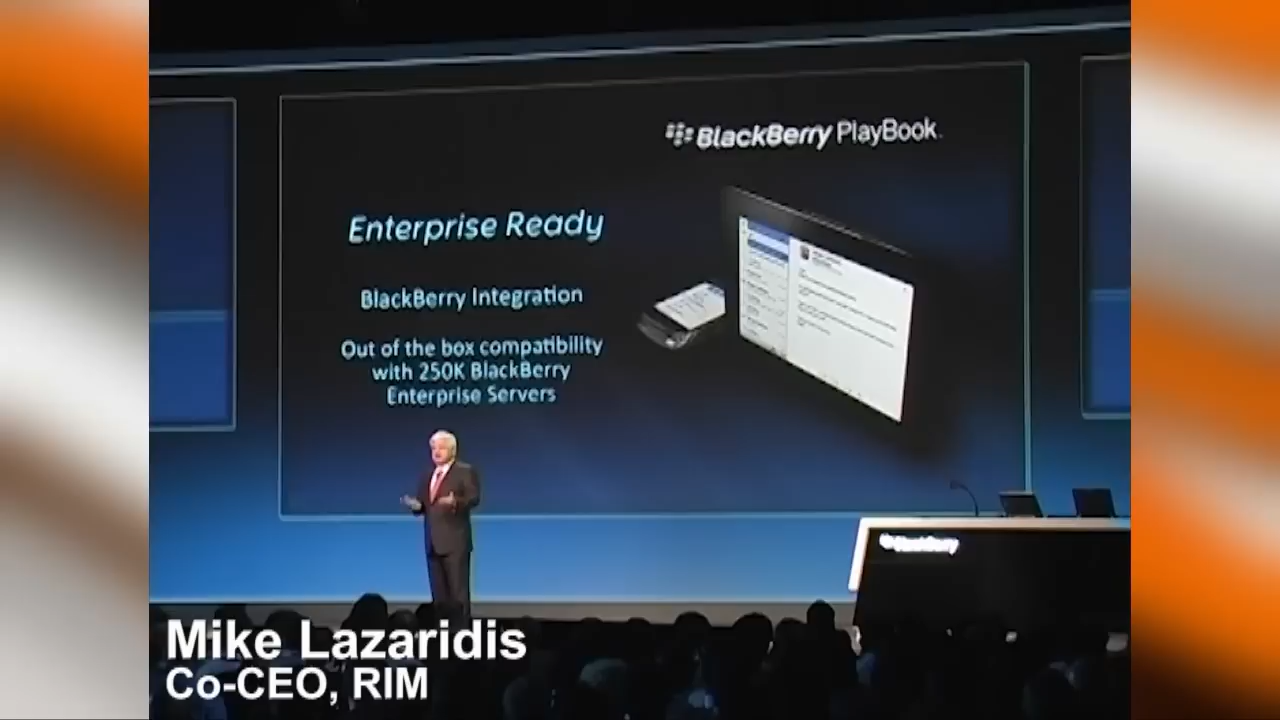 BlackBerry PlayBook
Enterprise Ready
BlackBerry Integration
Out of the box compatibility
with 250K BlackBerry
Enterprise Servers
BlackBerry
Mike Lazaridis
Co-CEO, RIM